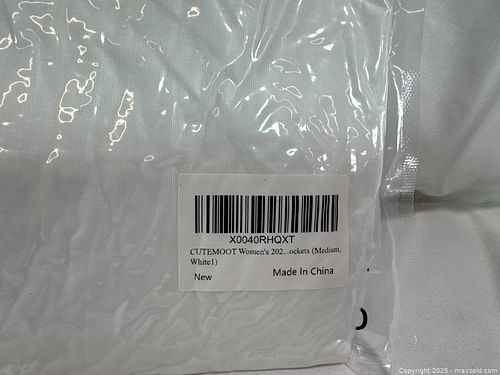 X0040RHQXT
CUTEMOOT Women's 202...ockets (Medium,
White1)
New
Made In China
Copyright 2025 - maxsold.com